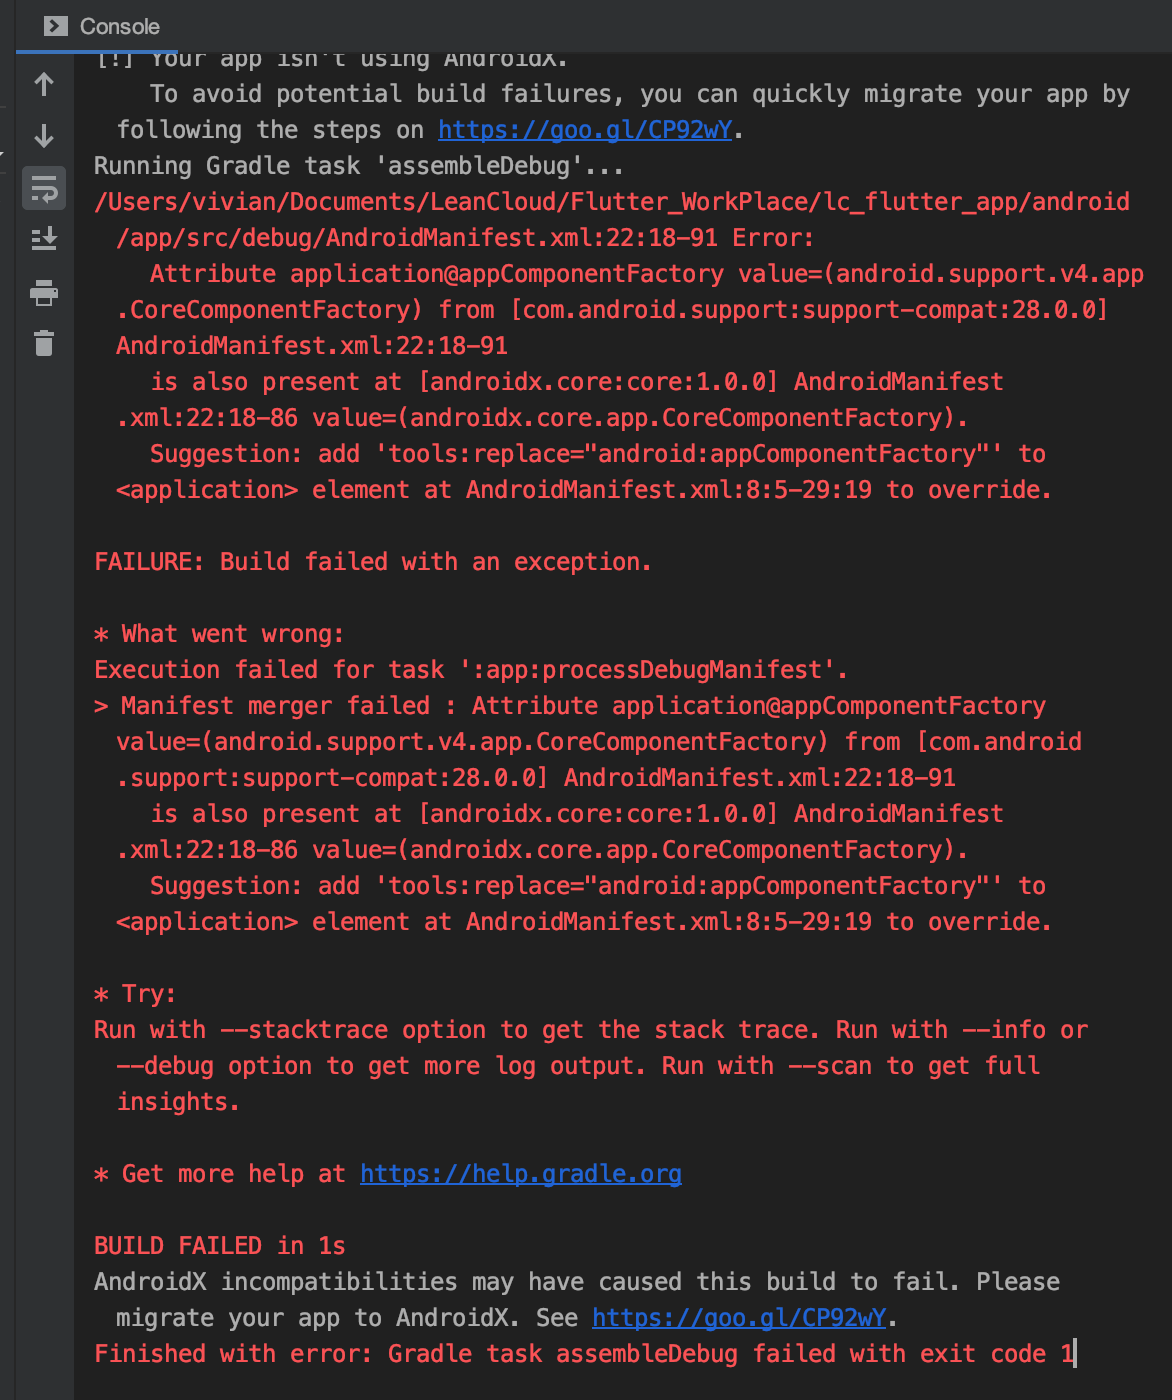 Console
[!] Your app isn't using AndroidX.
To avoid potential build failures, you can quickly migrate your app by
following the steps on https://goo.gl/CP92wY.
Running Gradle task 'assembleDebug'...
/Users/vivian/Documents/LeanCloud/Flutter_WorkPlace/lc_flutter_app/android
/app/src/debug/AndroidManifest.xml:22:18-91 Error:
Attribute application@appComponentFactory value=(android.support.v4.app
.CoreComponentFactory) from [com.android.support:support-compat:28.0.0]
AndroidManifest.xml:22:18-91
is also present at [androidx.core:core:1.0.0] AndroidManifest
.xml:22:18-86 value=(androidx.core.app.CoreComponentFactory).
Suggestion: add 'tools:replace="android:appComponentFactory"' to
<application> element at AndroidManifest.xml:8:5-29:19 to override.
FAILURE: Build failed with an exception.
* What went wrong:
Execution failed for task ':app:processDebugManifest'.
> Manifest merger failed : Attribute application@appComponentFactory
value=(android.support.v4.app.CoreComponentFactory) from [com.android
.support:support-compat:28.0.0] AndroidManifest.xml:22:18-91
is also present at [androidx.core:core:1.0.0] AndroidManifest
.xml:22:18-86 value=(androidx.core.app.CoreComponentFactory).
Suggestion: add 'tools:replace="android:appComponentFactory"' to
<application> element at AndroidManifest.xml:8:5-29:19 to override.
* Try:
Run with --stacktrace option to get the stack trace. Run with --info or
--debug option to get more log output. Run with --scan to get full
insights.
* Get more help at https://help.gradle.org
BUILD FAILED in 1s
AndroidX incompatibilities may have caused this build to fail. Please
migrate your app to AndroidX. See https://goo.gl/CP92wY.
Finished with error: Gradle task assembleDebug failed with exit code 1